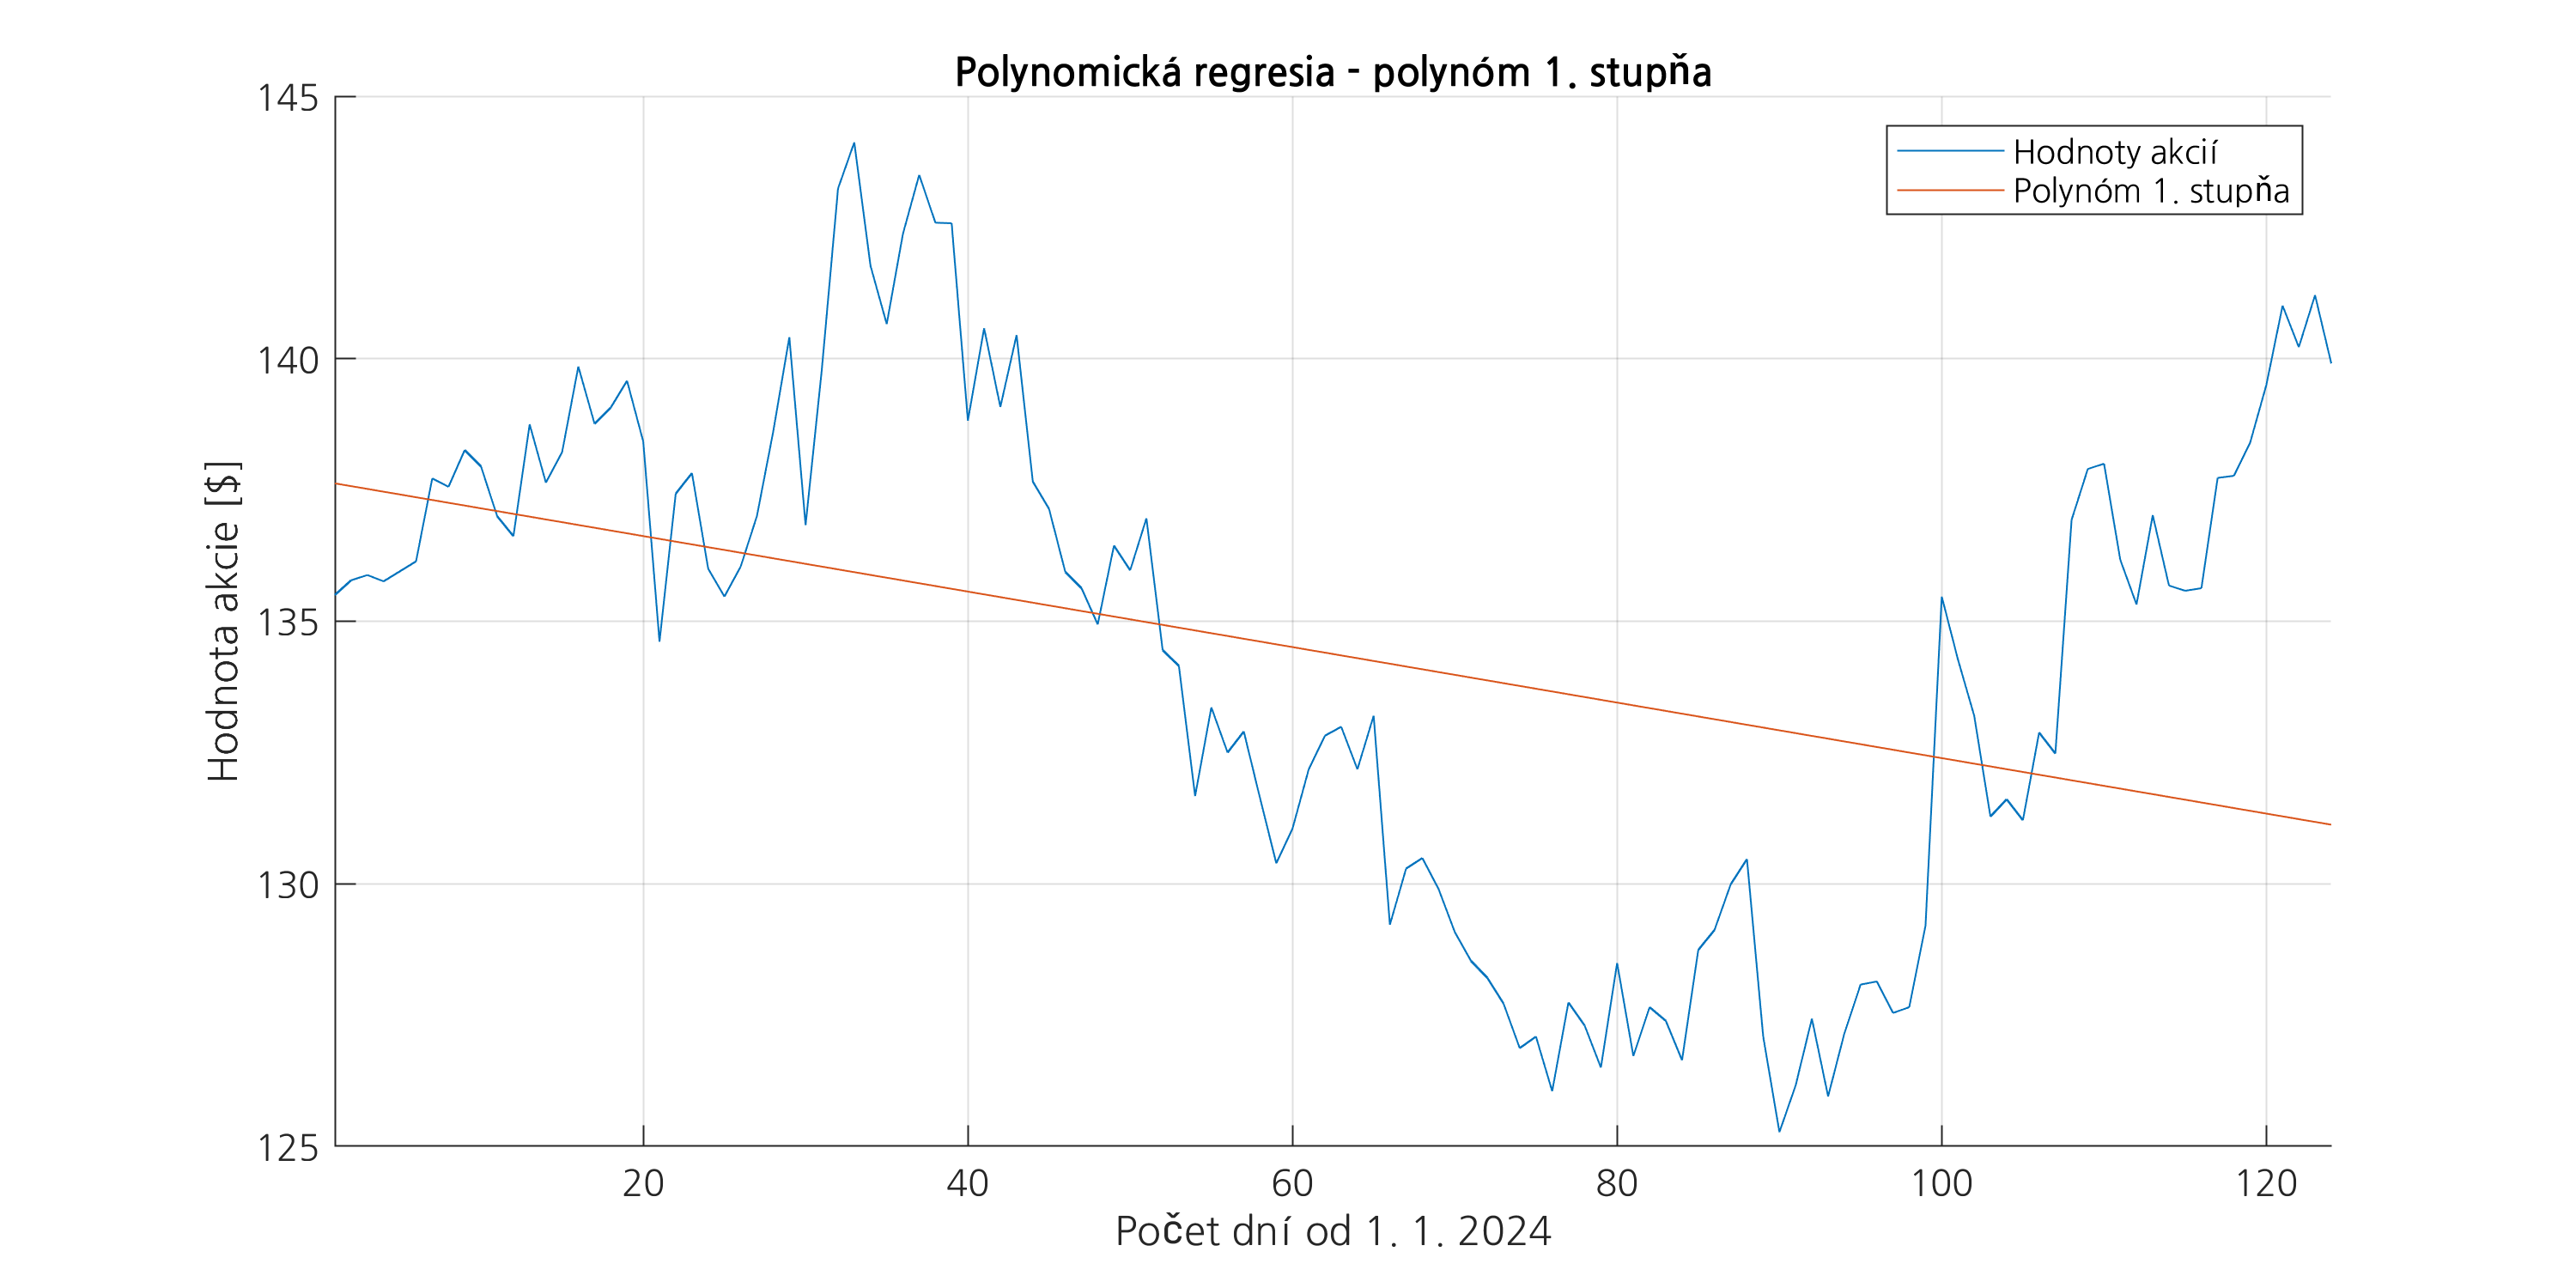 Polynomická regresia - polynóm 1. stupňa
145
140
135
130
125
Hodnota akcie [$]
Hodnoty akcií
Polynóm 1. stupňa
20 40 60 80 100 120
Počet dní od 1. 1. 2024